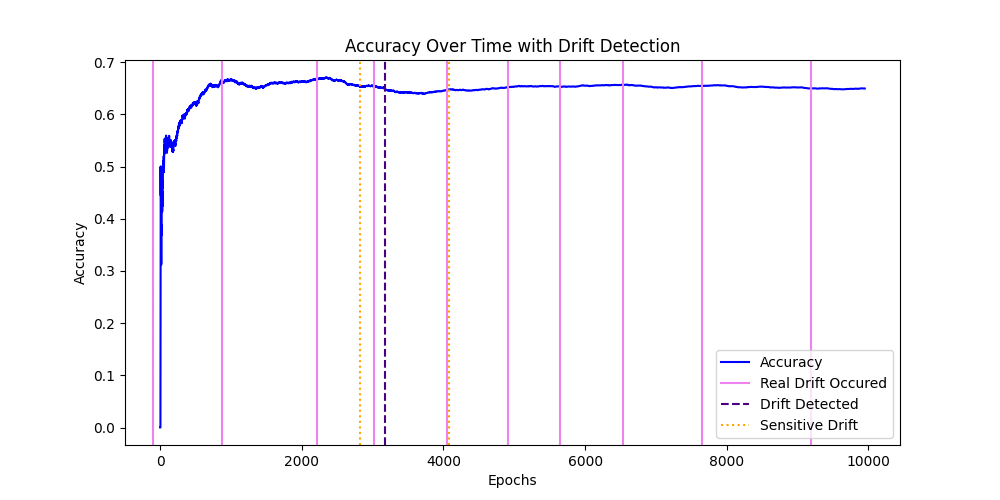 Accuracy Over Time with Drift Detection
0.7
0.6
0.5
0.4
0.3
0.2
0.1
0.0
Accuracy
0
2000
4000
6000
8000
10000
Epochs
Accuracy
Real Drift Occured
Drift Detected
Sensitive Drift